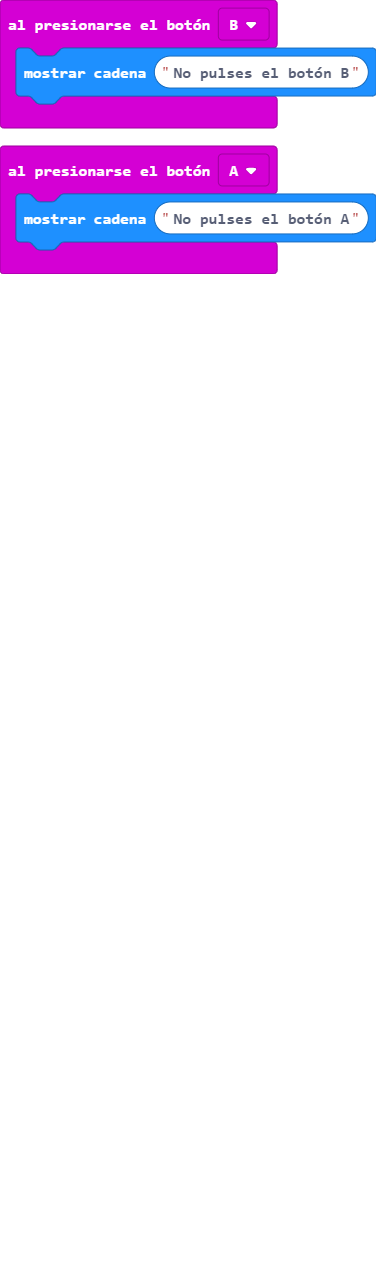 al presionarse el botón B
mostrar cadena "No pulses el botón B"
al presionarse el botón A
mostrar cadena "No pulses el botón A"